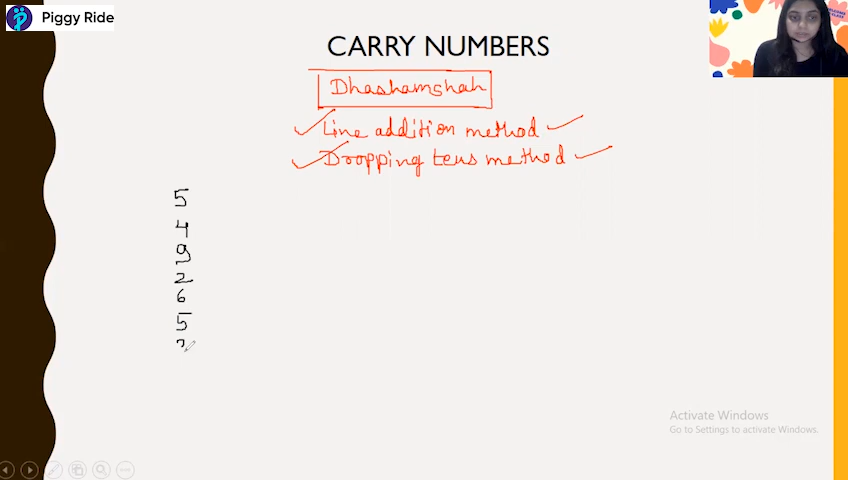 Piggy Ride
CARRY NUMBERS
Dhashamshah
Line addition method
Dropping tens method
5
4
9
2
6
5
Activate Windows
Go to Settings to activate Windows.